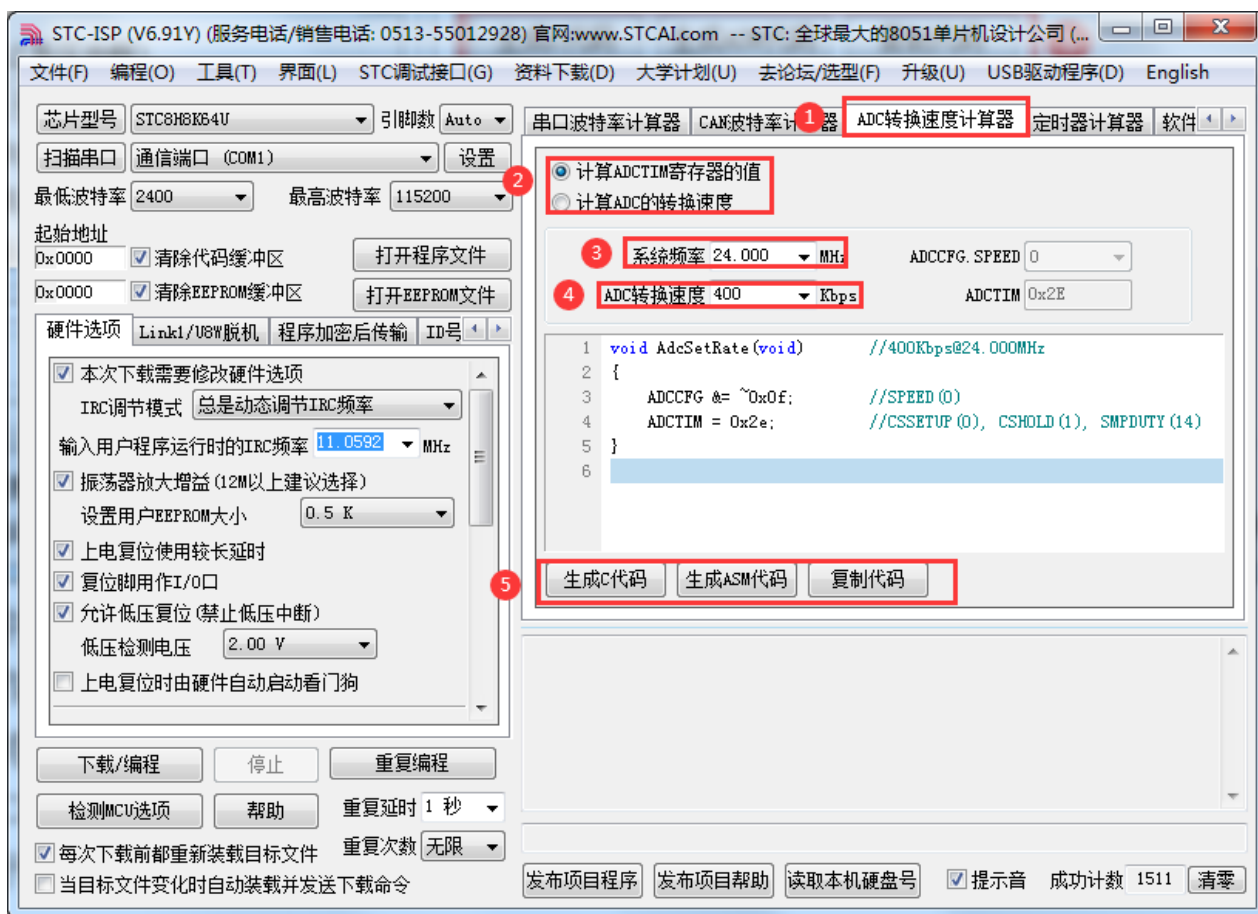 STC-ISP (V6.91Y) (服务电话/销售电话: 0513-55012928) 官网:www.STCAI.com -- STC: 全球最大的8051单片机设计公司 (...
文件(F) 编程(O) 工具(T) 界面(L) STC调试接口(G) 资料下载(D) 大学计划(U) 去论坛/选型(F) 升级(U) USB驱动程序(D) English
芯片型号 STC8H8K64U 引脚数 Auto
扫描串口 通信端口 (COM1) 设置
最低波特率 2400 最高波特率 115200
起始地址
0x0000 清除代码缓冲区 打开程序文件
0x0000 清除EEPROM缓冲区 打开EEPROM文件
硬件选项 Link1/U8W脱机 程序加密后传输 ID号
本次下载需要修改硬件选项
IRC调节模式 总是动态调节IRC频率
输入用户程序运行时的IRC频率 11.0592 MHz
振荡器放大增益(12M以上建议选择)
设置用户EEPROM大小 0.5 K
上电复位使用较长延时
复位脚用作I/O口
允许低压复位(禁止低压中断)
低压检测电压 2.00 V
上电复位时由硬件自动启动看门狗
下载/编程 停止 重复编程
检测MCU选项 帮助 重复延时 1 秒
每次下载前都重新装载目标文件 重复次数 无限
当目标文件变化时自动装载并发送下载命令
串口波特率计算器 CAN波特率计 器 1 ADC转换速度计算器 定时器计算器 软件
2 计算ADCTIM寄存器的值
计算ADC的转换速度
3 系统频率 24.000 MHz ADCCFG.SPEED 0
4 ADC转换速度 400 Kbps ADCTIM 0x2E
1 void AdcSetRate(void) //400Kbps@24.000MHz
2 {
3 ADCCFG &= ~0x0f; //SPEED(0)
4 ADCTIM = 0x2e; //CSSETUP(0), CSHOLD(1), SMPDUTY(14)
5 }
6
5 生成C代码 生成ASM代码 复制代码
发布项目程序 发布项目帮助 读取本机硬盘号 提示音 成功计数 1511 清零